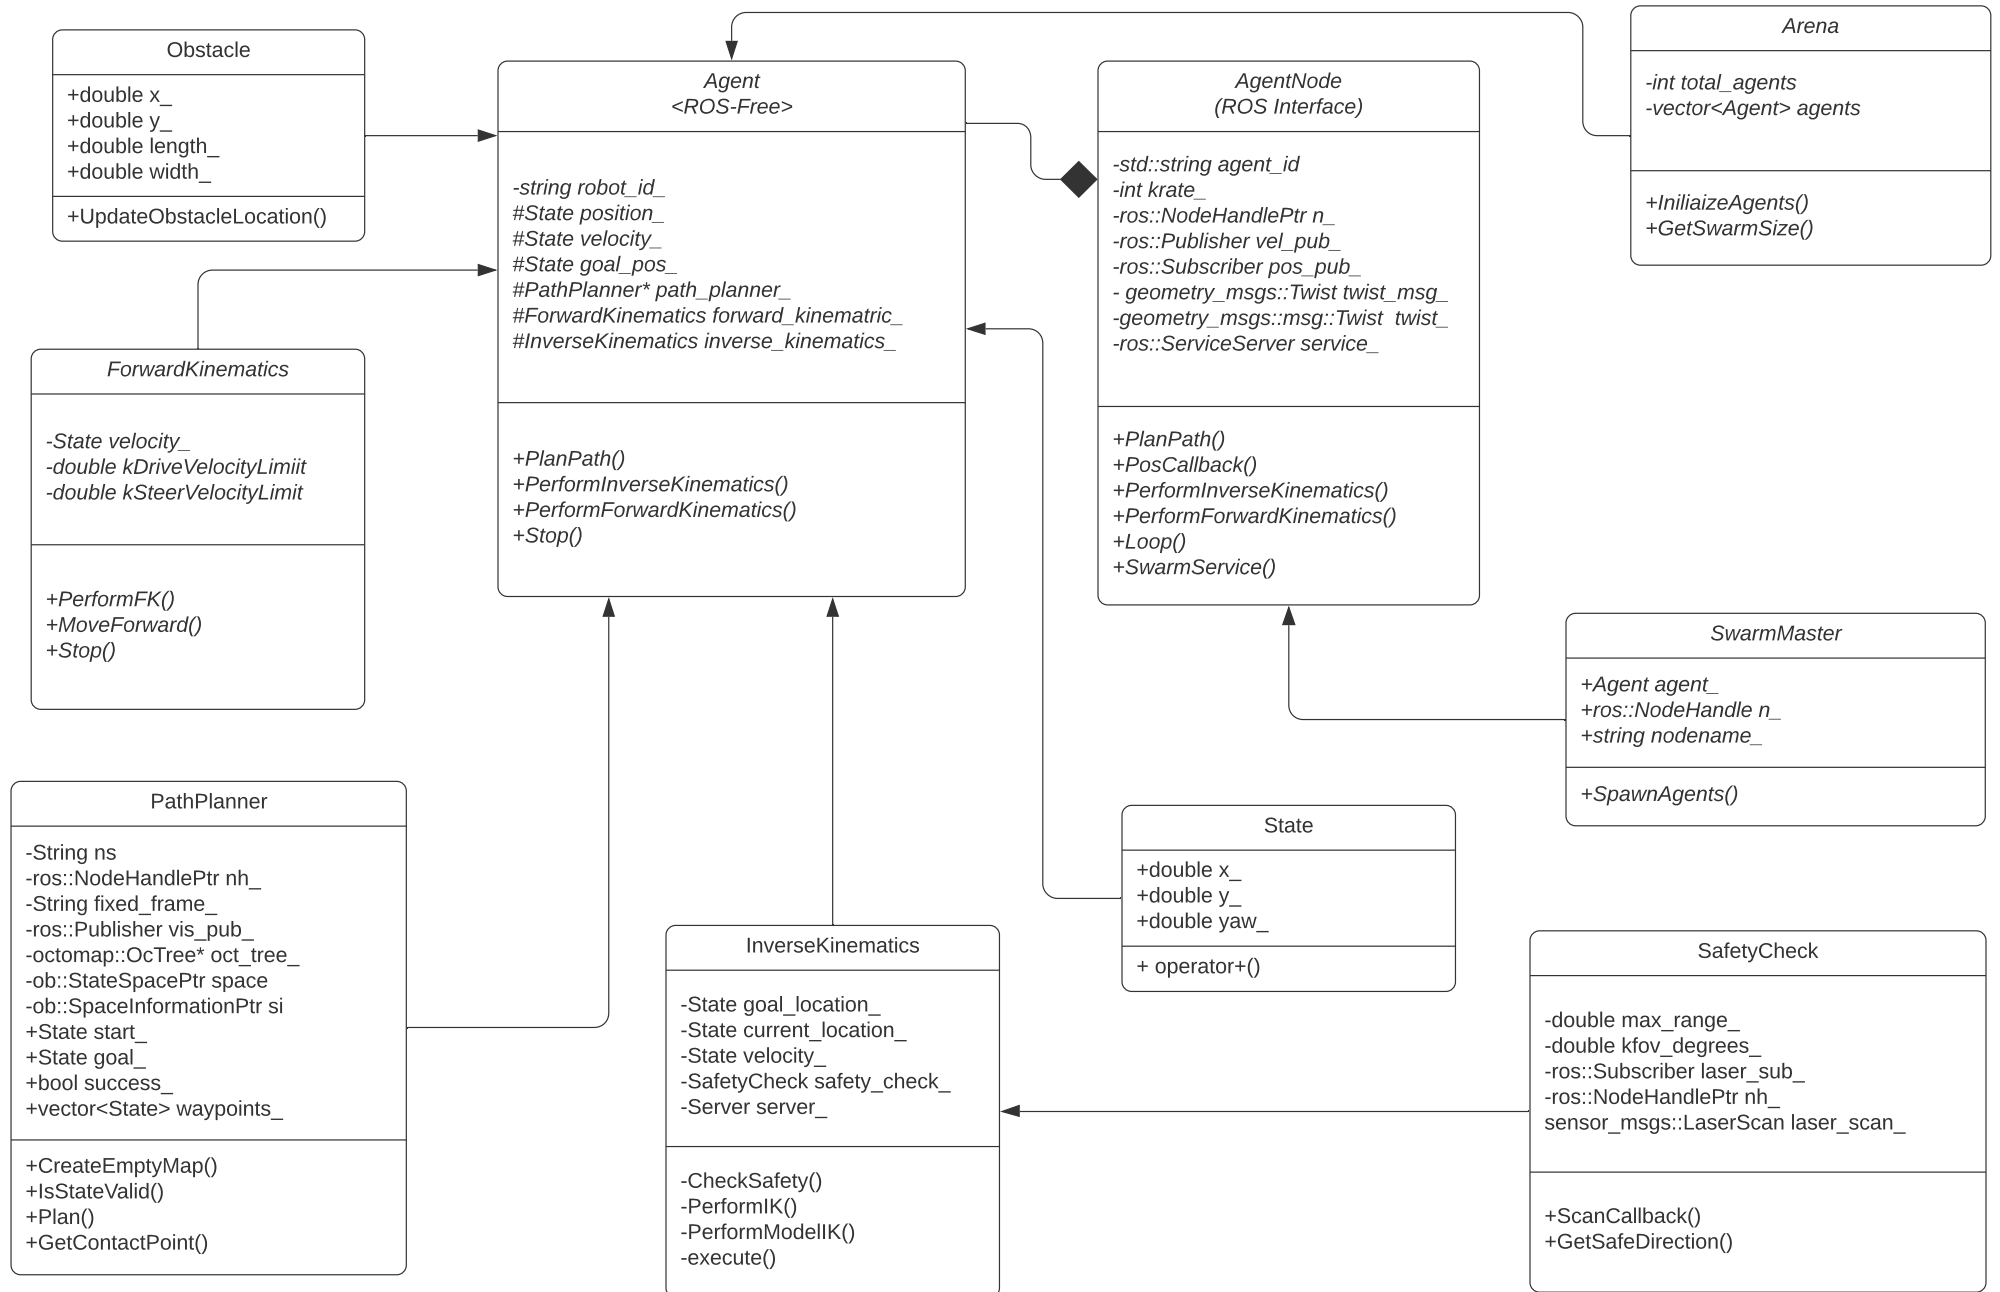 Obstacle
+double x_
+double y_
+double length_
+double width_
+UpdateObstacleLocation()
Agent
<ROS-Free>
-string robot_id_
#State position_
#State velocity_
#State goal_pos_
#PathPlanner* path_planner_
#ForwardKinematics forward_kinematric_
#InverseKinematics inverse_kinematics_
+PlanPath()
+PerformInverseKinematics()
+PerformForwardKinematics()
+Stop()
AgentNode
(ROS Interface)
-std::string agent_id
-int krate_
-ros::NodeHandlePtr n_
-ros::Publisher vel_pub_
-ros::Subscriber pos_pub_
- geometry_msgs::Twist twist_msg_
-geometry_msgs::msg::Twist  twist_
-ros::ServiceServer service_
+PlanPath()
+PosCallback()
+PerformInverseKinematics()
+PerformForwardKinematics()
+Loop()
+SwarmService()
Arena
-int total_agents
-vector<Agent> agents
+IniliaizeAgents()
+GetSwarmSize()
ForwardKinematics
-State velocity_
-double kDriveVelocityLimiit
-double kSteerVelocityLimit
+PerformFK()
+MoveForward()
+Stop()
SwarmMaster
+Agent agent_
+ros::NodeHandle n_
+string nodename_
+SpawnAgents()
PathPlanner
-String ns
-ros::NodeHandlePtr nh_
-String fixed_frame_
-ros::Publisher vis_pub_
-octomap::OcTree* oct_tree_
-ob::StateSpacePtr space
-ob::SpaceInformationPtr si
+State start_
+State goal_
+bool success_
+vector<State> waypoints_
+CreateEmptyMap()
+IsStateValid()
+Plan()
+GetContactPoint()
InverseKinematics
-State goal_location_
-State current_location_
-State velocity_
-SafetyCheck safety_check_
-Server server_
-CheckSafety()
-PerformIK()
-PerformModelIK()
-execute()
State
+double x_
+double y_
+double yaw_
+ operator+()
SafetyCheck
-double max_range_
-double kfov_degrees_
-ros::Subscriber laser_sub_
-ros::NodeHandlePtr nh_
sensor_msgs::LaserScan laser_scan_
+ScanCallback()
+GetSafeDirection()